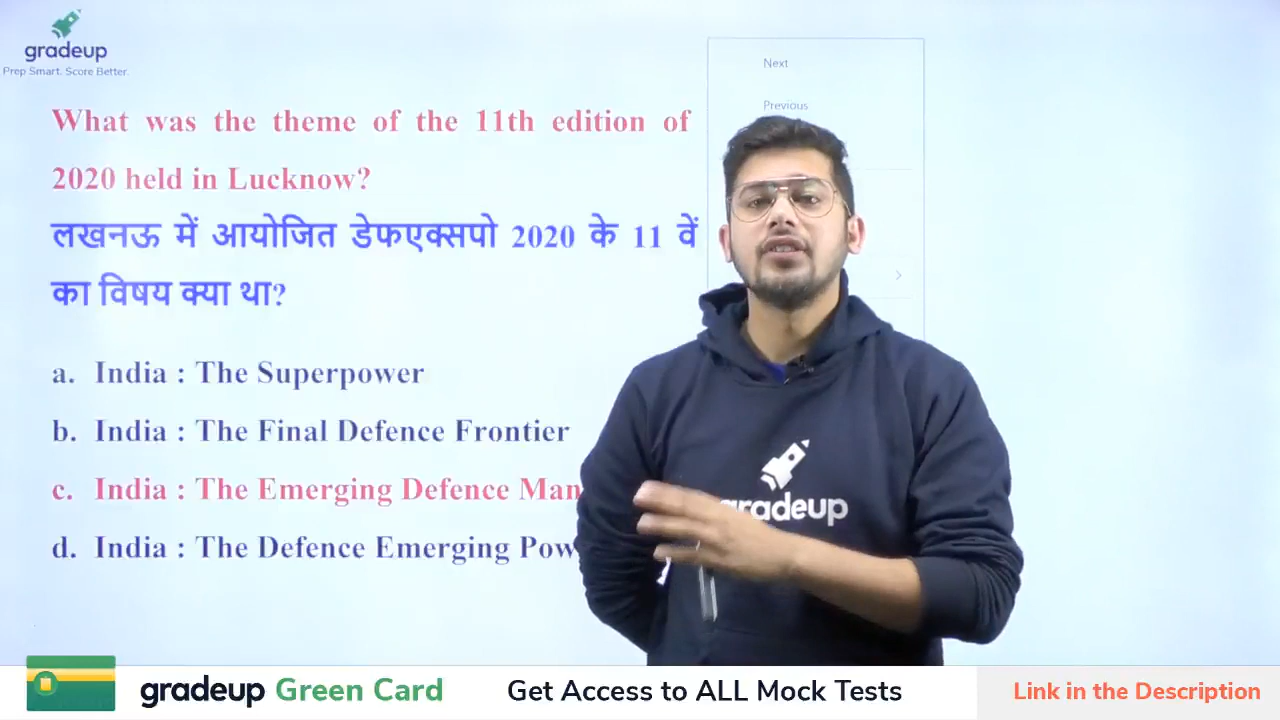 gradeup
Prep Smart. Score Better.
Next
Previous
What was the theme of the 11th edition of
2020 held in Lucknow?
लखनऊ में आयोजित डेफएक्सपो 2020 के 11 वें
का विषय क्या था?
a. India : The Superpower
b. India : The Final Defence Frontier
c. India : The Emerging Defence
d. India : The Defence Emerging
gradeup
gradeup Green Card
Get Access to ALL Mock Tests
Link in the Description